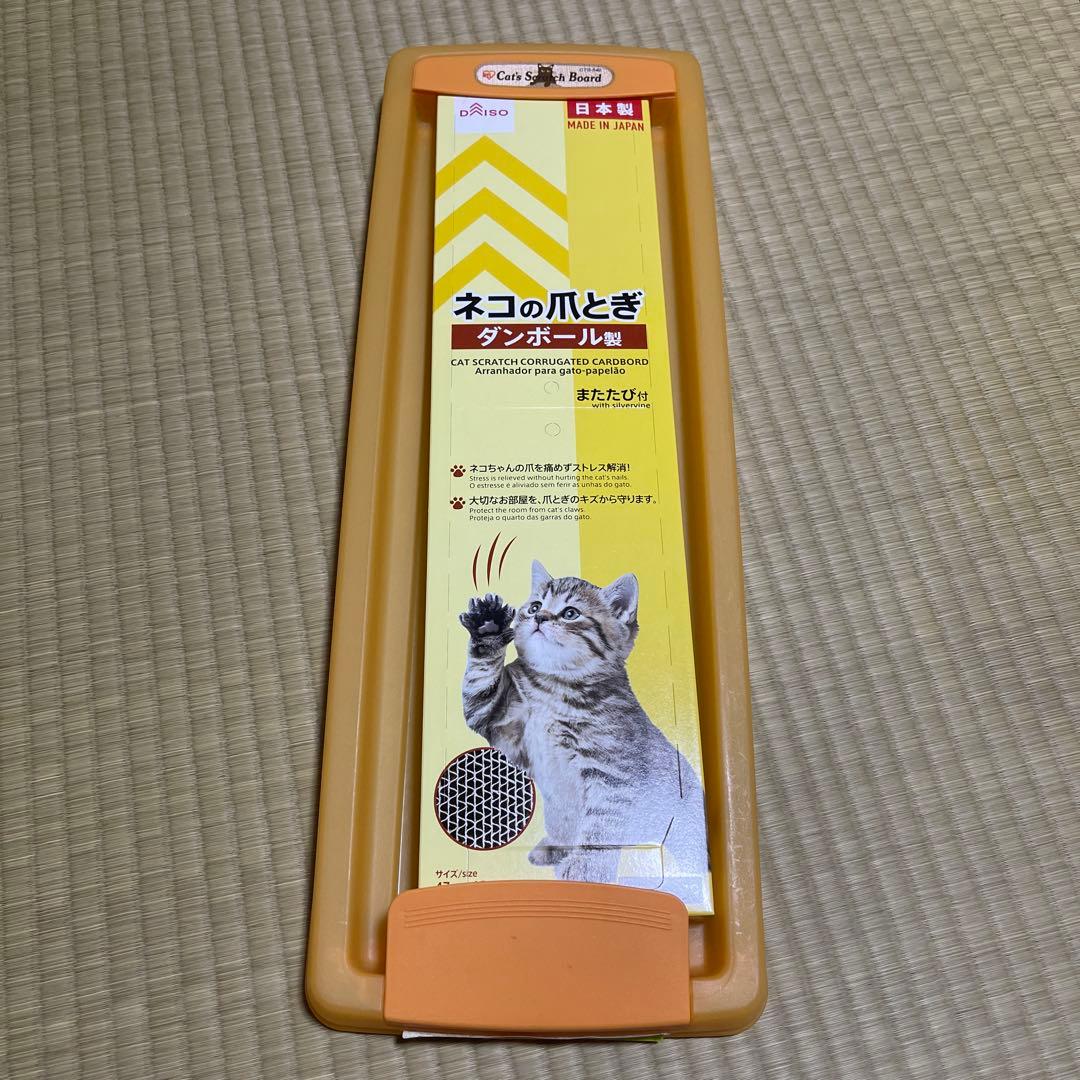 Cat's Scratch Board
DAISO
日本製
MADE IN JAPAN
ネコの爪とぎ
ダンボール製
CAT SCRATCH CORRUGATED CARDBORD
Arranhador para gato-papelão
またたび付
with silvervine
ネコちゃんの爪を痛めずストレス解消!
Stress is relieved without hurting the cat's nails.
O estresse é aliviado sem ferir as unhas do gato.
大切なお部屋を、爪とぎのキズから守ります。
Protect the room from cat's claws.
Proteja o quarto das garras do gato.
サイズ/size